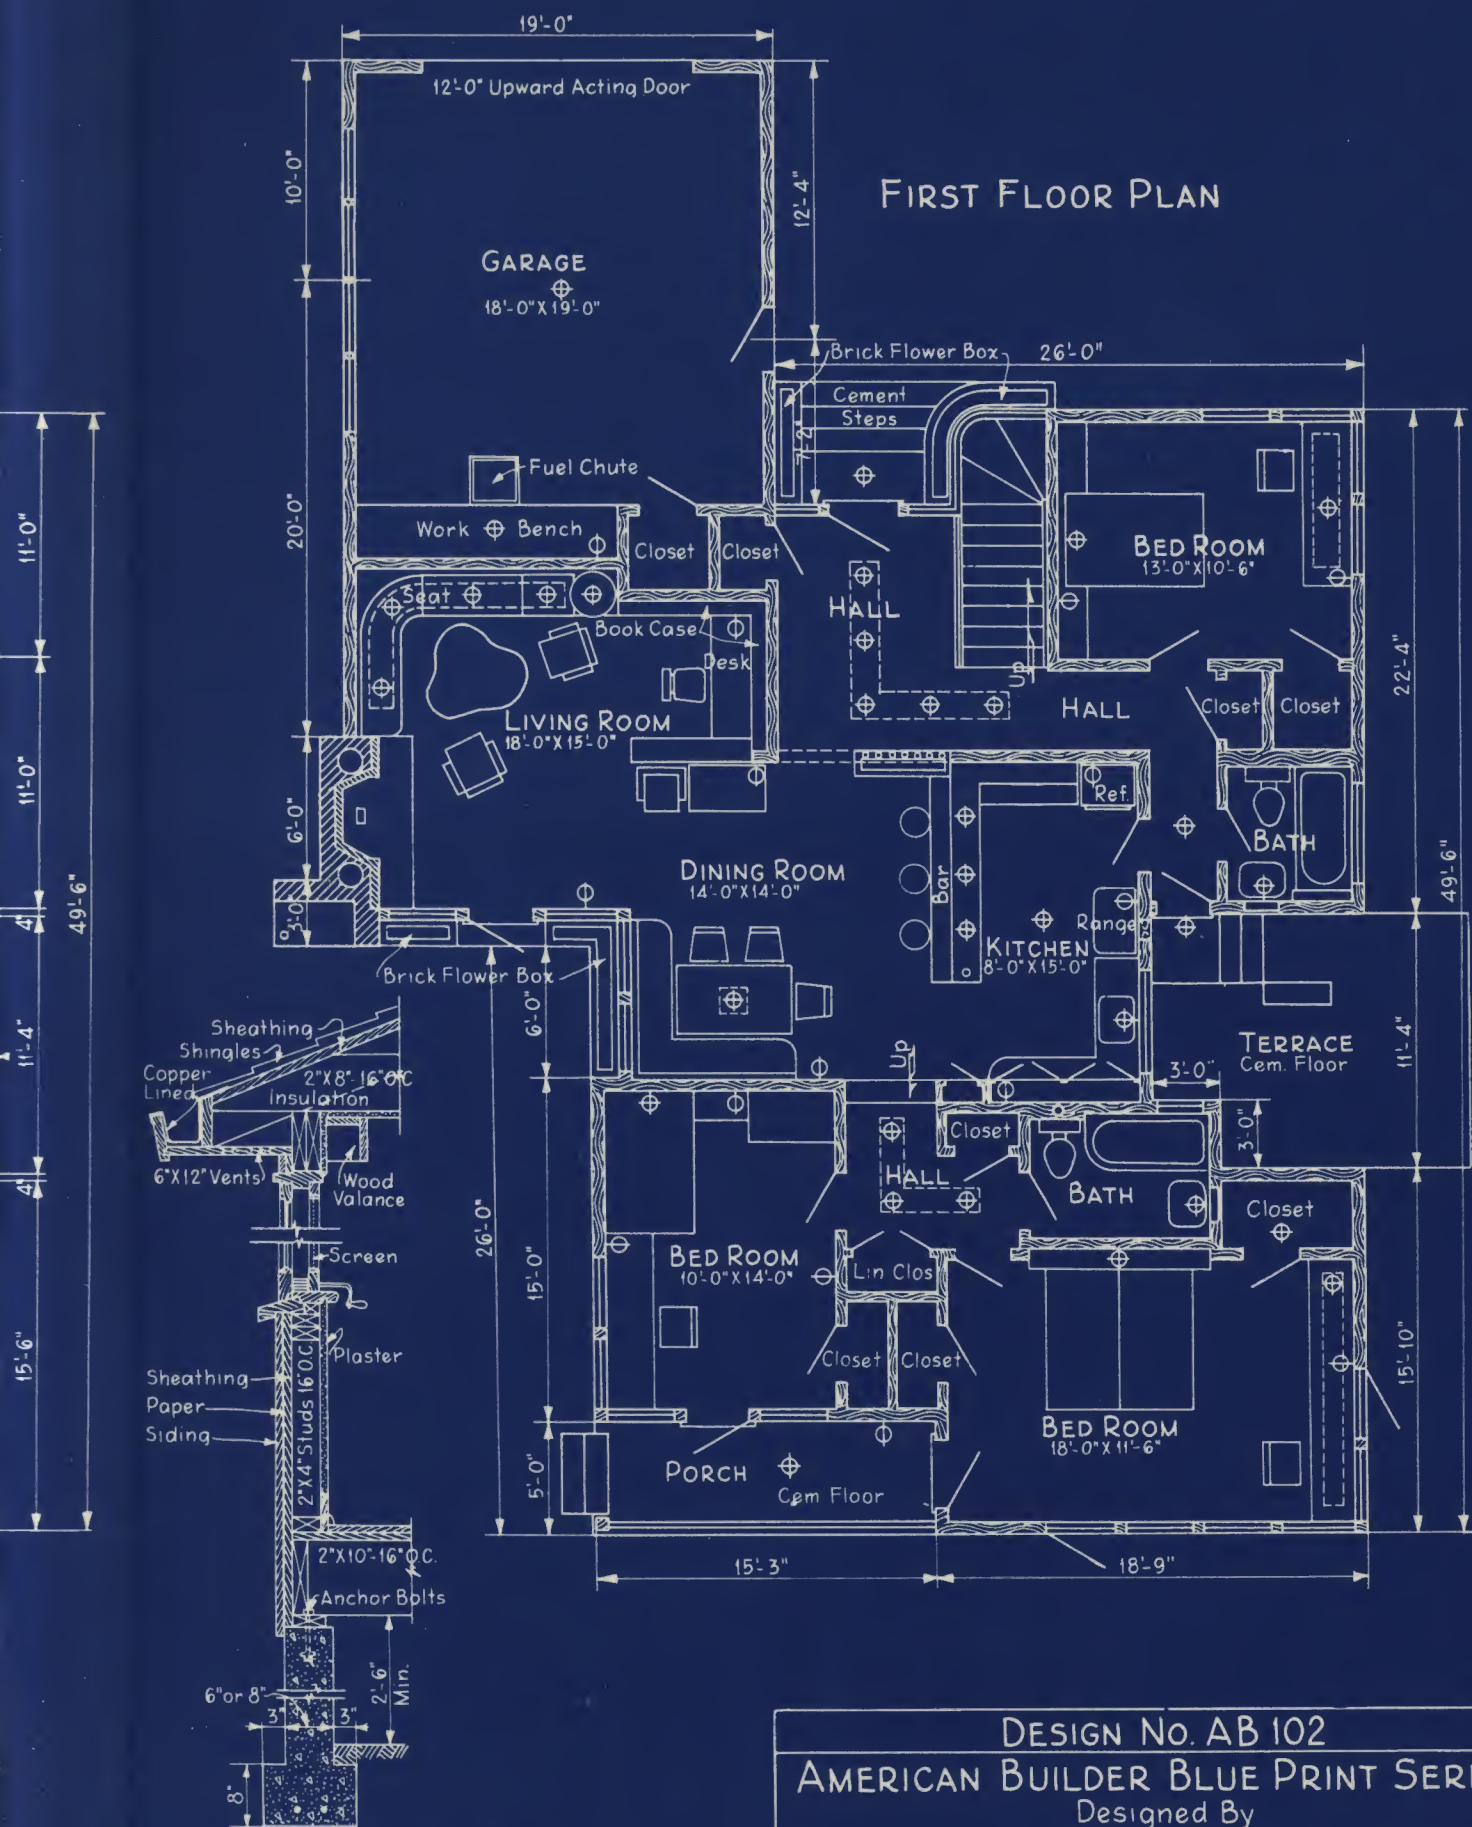 19'-0"
12'-0" Upward Acting Door
10'-0"
12'-4"
FIRST FLOOR PLAN
GARAGE
18'-0"X19'-0"
Brick Flower Box
26'-0"
Cement
Steps
7'-2"
Fuel Chute
20'-0"
Work Bench
Closet
Closet
BED ROOM
13'-0"X10'-6"
Seat
HALL
Book Case
Desk
Up
22'-4"
LIVING ROOM
18'-0"X15'-0"
HALL
Closet
Closet
Ref.
6'-0"
BATH
DINING ROOM
14'-0"X14'-0"
Bar
49'-6"
3'-0"
Range
KITCHEN
8'-0"X15'-0"
Brick Flower Box
6'-0"
TERRACE
Cem. Floor
11'-4"
Up
3'-0"
3'-0"
Closet
HALL
BATH
Closet
26'-0"
15'-0"
BED ROOM
10'-0"X14'-0"
Lin Clos
Closet
Closet
15'-10"
BED ROOM
18'-0"X11'-6"
PORCH
Cem Floor
5'-0"
15'-3"
18'-9"
11'-0"
11'-0"
4"
11'-4"
4"
15'-6"
49'-6"
Sheathing
Shingles
Copper
Lined
2"X8"-16"O.C
Insulation
6"X12" Vents
Wood
Valance
Screen
Plaster
Sheathing
Paper
Siding
2"X4" Studs 16"O.C.
2"X10"-16"O.C.
Anchor Bolts
2'-6"
Min.
6"or 8"
3"
3"
8"
DESIGN No. AB 102
AMERICAN BUILDER BLUE PRINT SERI
Designed By